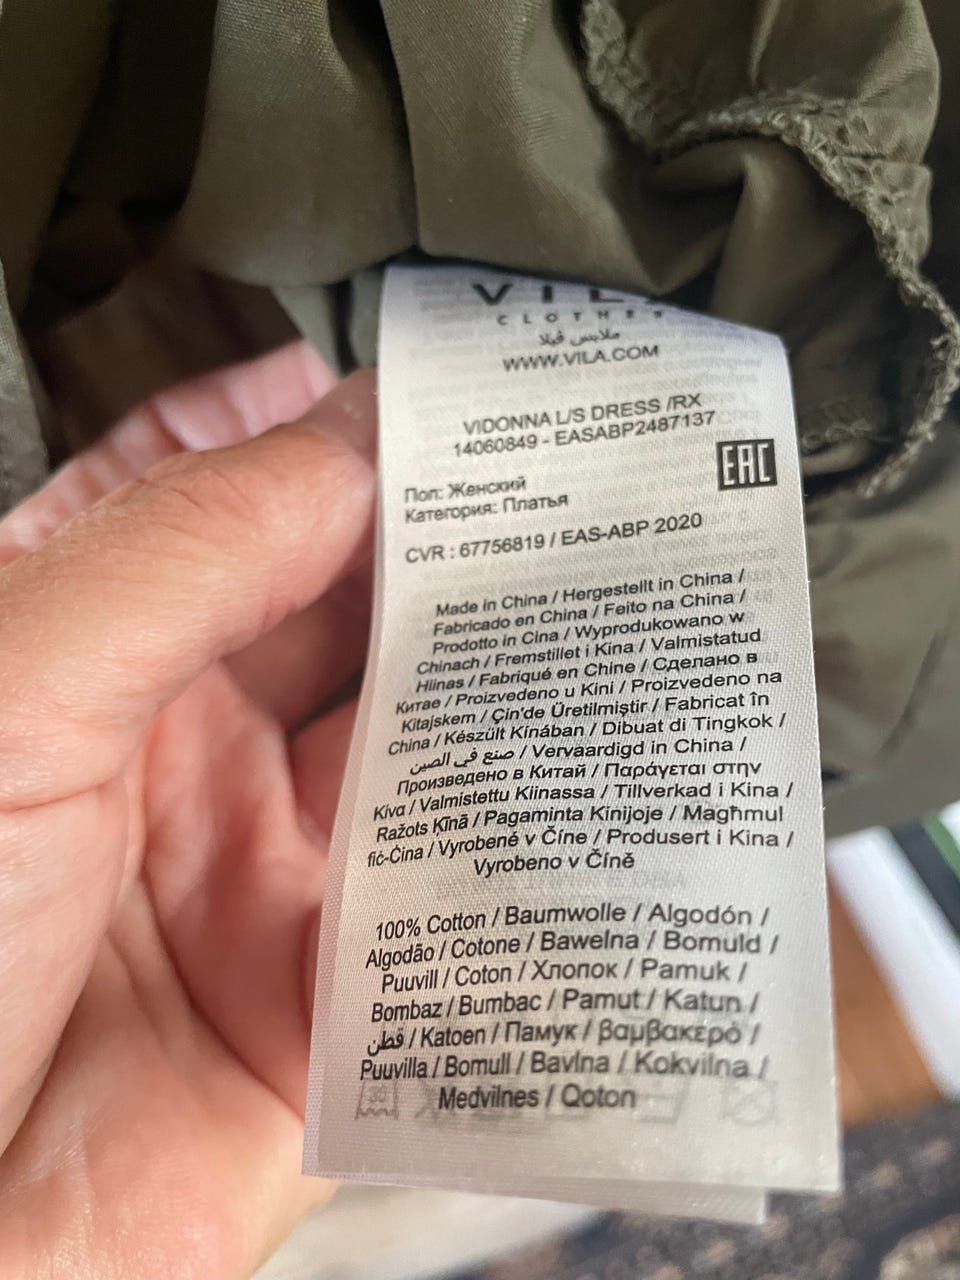 VILA
CLOTHES
ملابس فيلا
WWW.VILA.COM
VIDONNA L/S DRESS /RX
14060849 - EASABP2487137
EAC
Пол: Женский
Категория: Платья
CVR : 67756819 / EAS-ABP 2020
Made in China / Hergestellt in China /
Fabricado en China / Feito na China /
Prodotto in Cina / Wyprodukowano w
Chinach / Fremstillet i Kina / Valmistatud
Hiinas / Fabriqué en Chine / Сделано в
Китае / Proizvedeno u Kini / Proizvedeno na
Kitajskem / Çin'de Üretilmiştir / Fabricat în
China / Készült Kínában / Dibuat di Tingkok /
صنع في الصين / Vervaardigd in China /
Произведено в Китай / Παράγεται στην
Κίνα / Valmistettu Kiinassa / Tillverkad i Kina /
Ražots Ķīnā / Pagaminta Kinijoje / Magħmul
fiċ-Ċina / Vyrobené v Číne / Produsert i Kina /
Vyrobeno v Číně
100% Cotton / Baumwolle / Algodón /
Algodão / Cotone / Bawełna / Bomuld /
Puuvill / Coton / Хлопок / Pamuk /
Bombaž / Bumbac / Pamut / Katun /
قطن / Katoen / Памук / βαμβακερό /
Puuvilla / Bomull / Bavlna / Kokvilna /
Medvilnes / Qoton